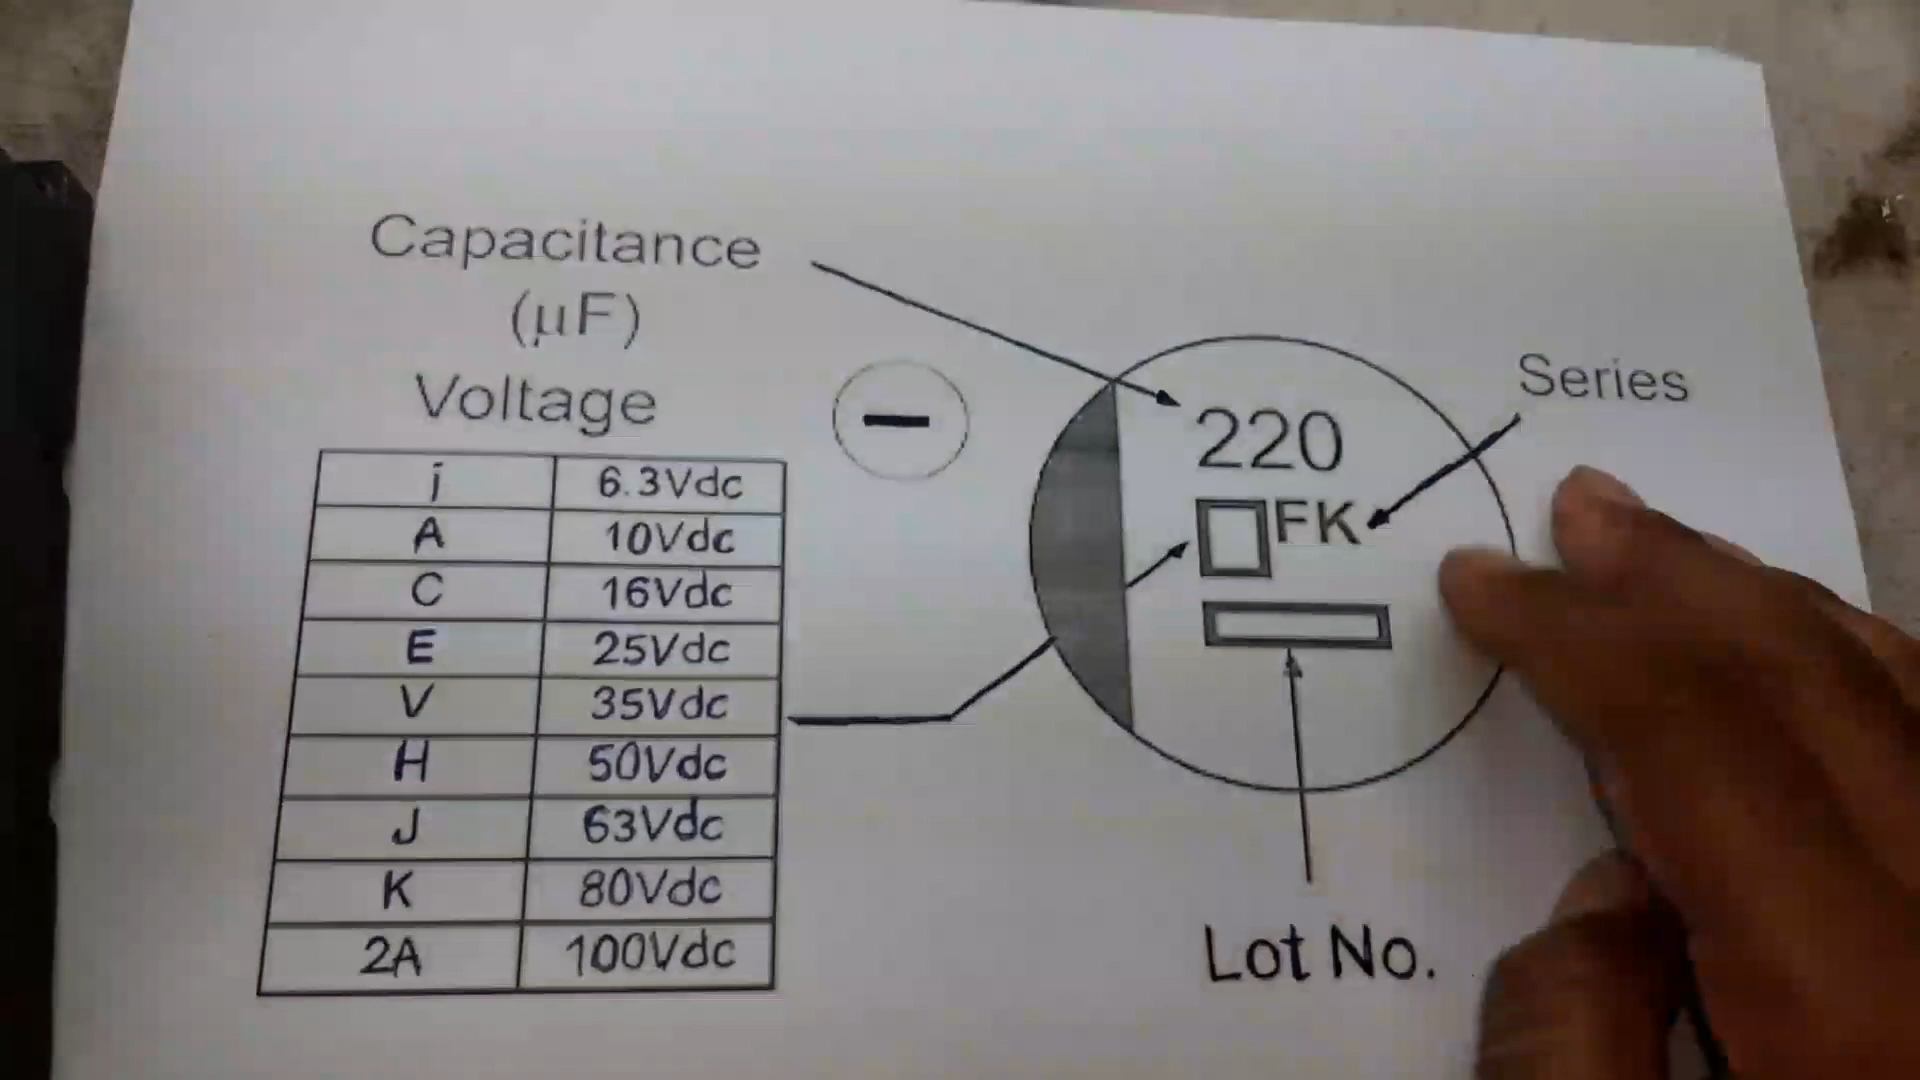 Capacitance
(μF)
Voltage
i 6.3Vdc
A 10Vdc
C 16Vdc
E 25Vdc
V 35Vdc
H 50Vdc
J 63Vdc
K 80Vdc
2A 100Vdc
−
220
FK
Series
Lot No.